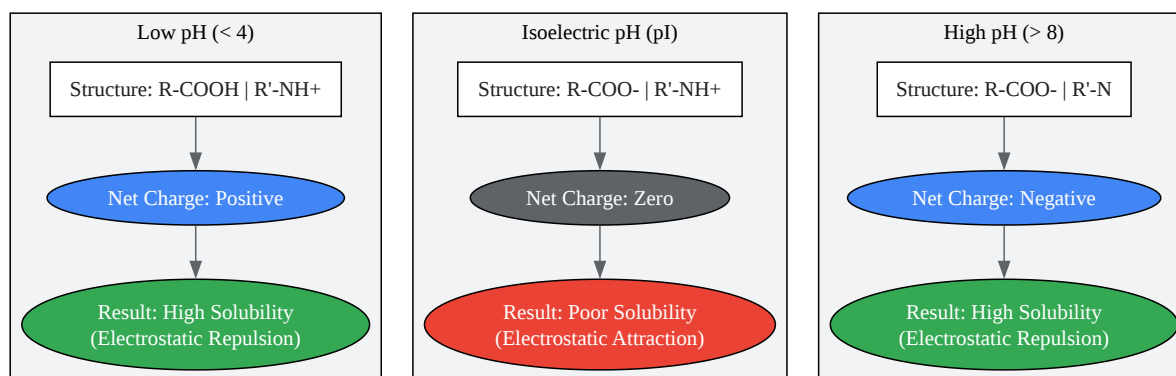 Low pH (< 4)
Structure: R-COOH | R'-NH+
Net Charge: Positive
Result: High Solubility
(Electrostatic Repulsion)
Isoelectric pH (pI)
Structure: R-COO- | R'-NH+
Net Charge: Zero
Result: Poor Solubility
(Electrostatic Attraction)
High pH (> 8)
Structure: R-COO- | R'-N
Net Charge: Negative
Result: High Solubility
(Electrostatic Repulsion)